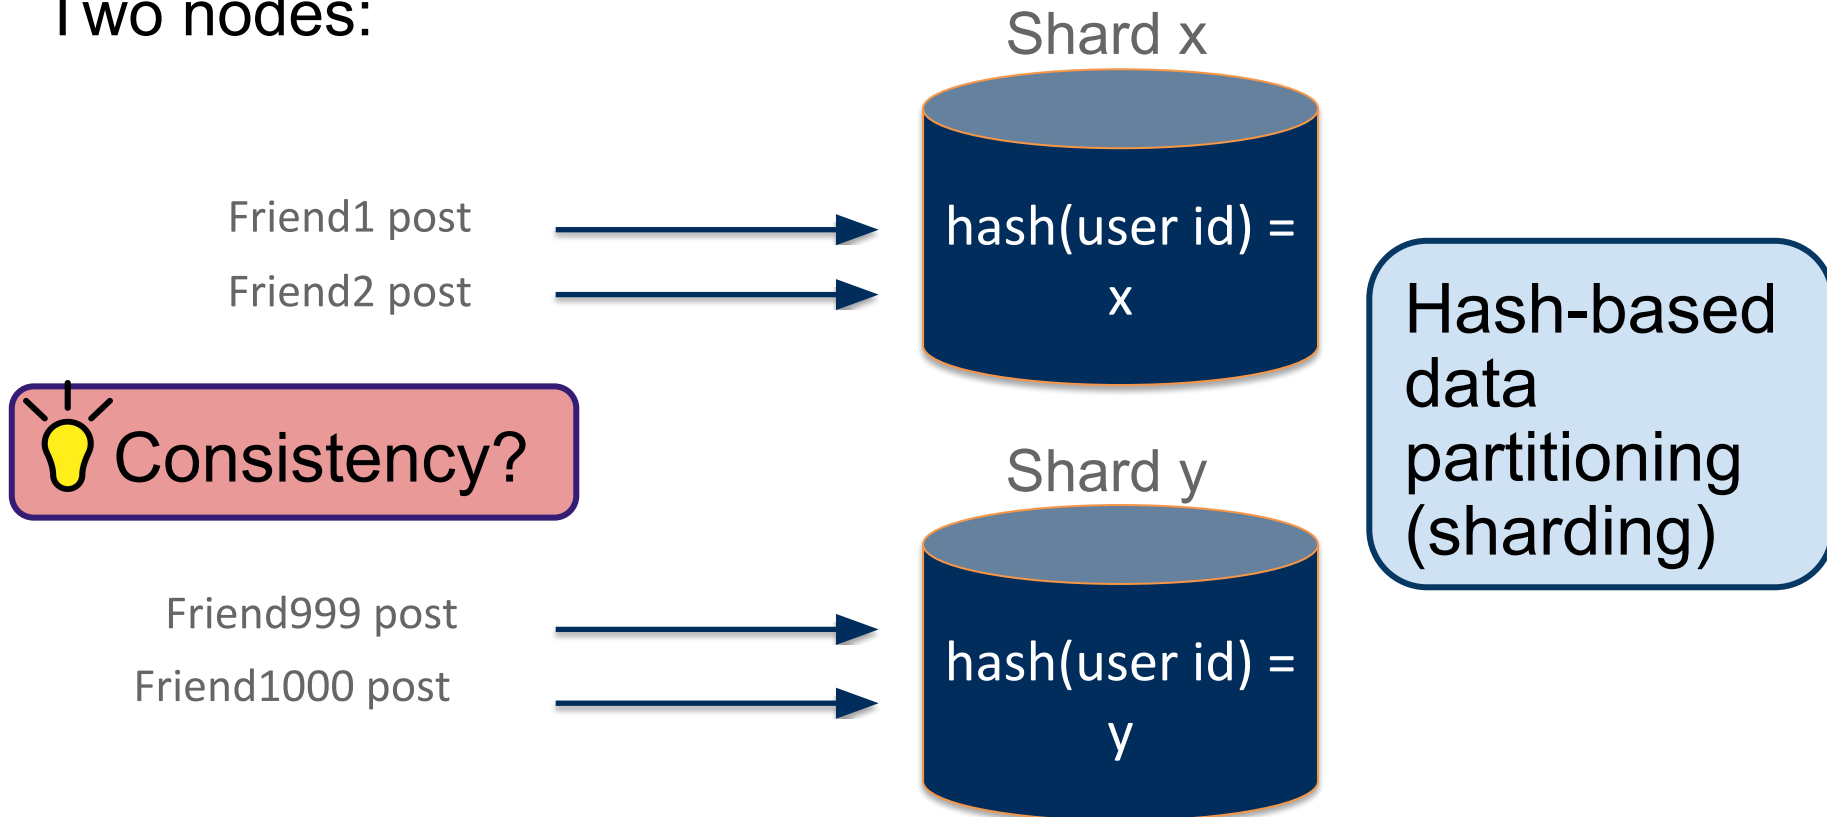 Two nodes:
Shard x
Friend1 post
Friend2 post
hash(user id) =
x
Consistency?
Hash-based
data
partitioning
(sharding)
Shard y
Friend999 post
Friend1000 post
hash(user id) =
y